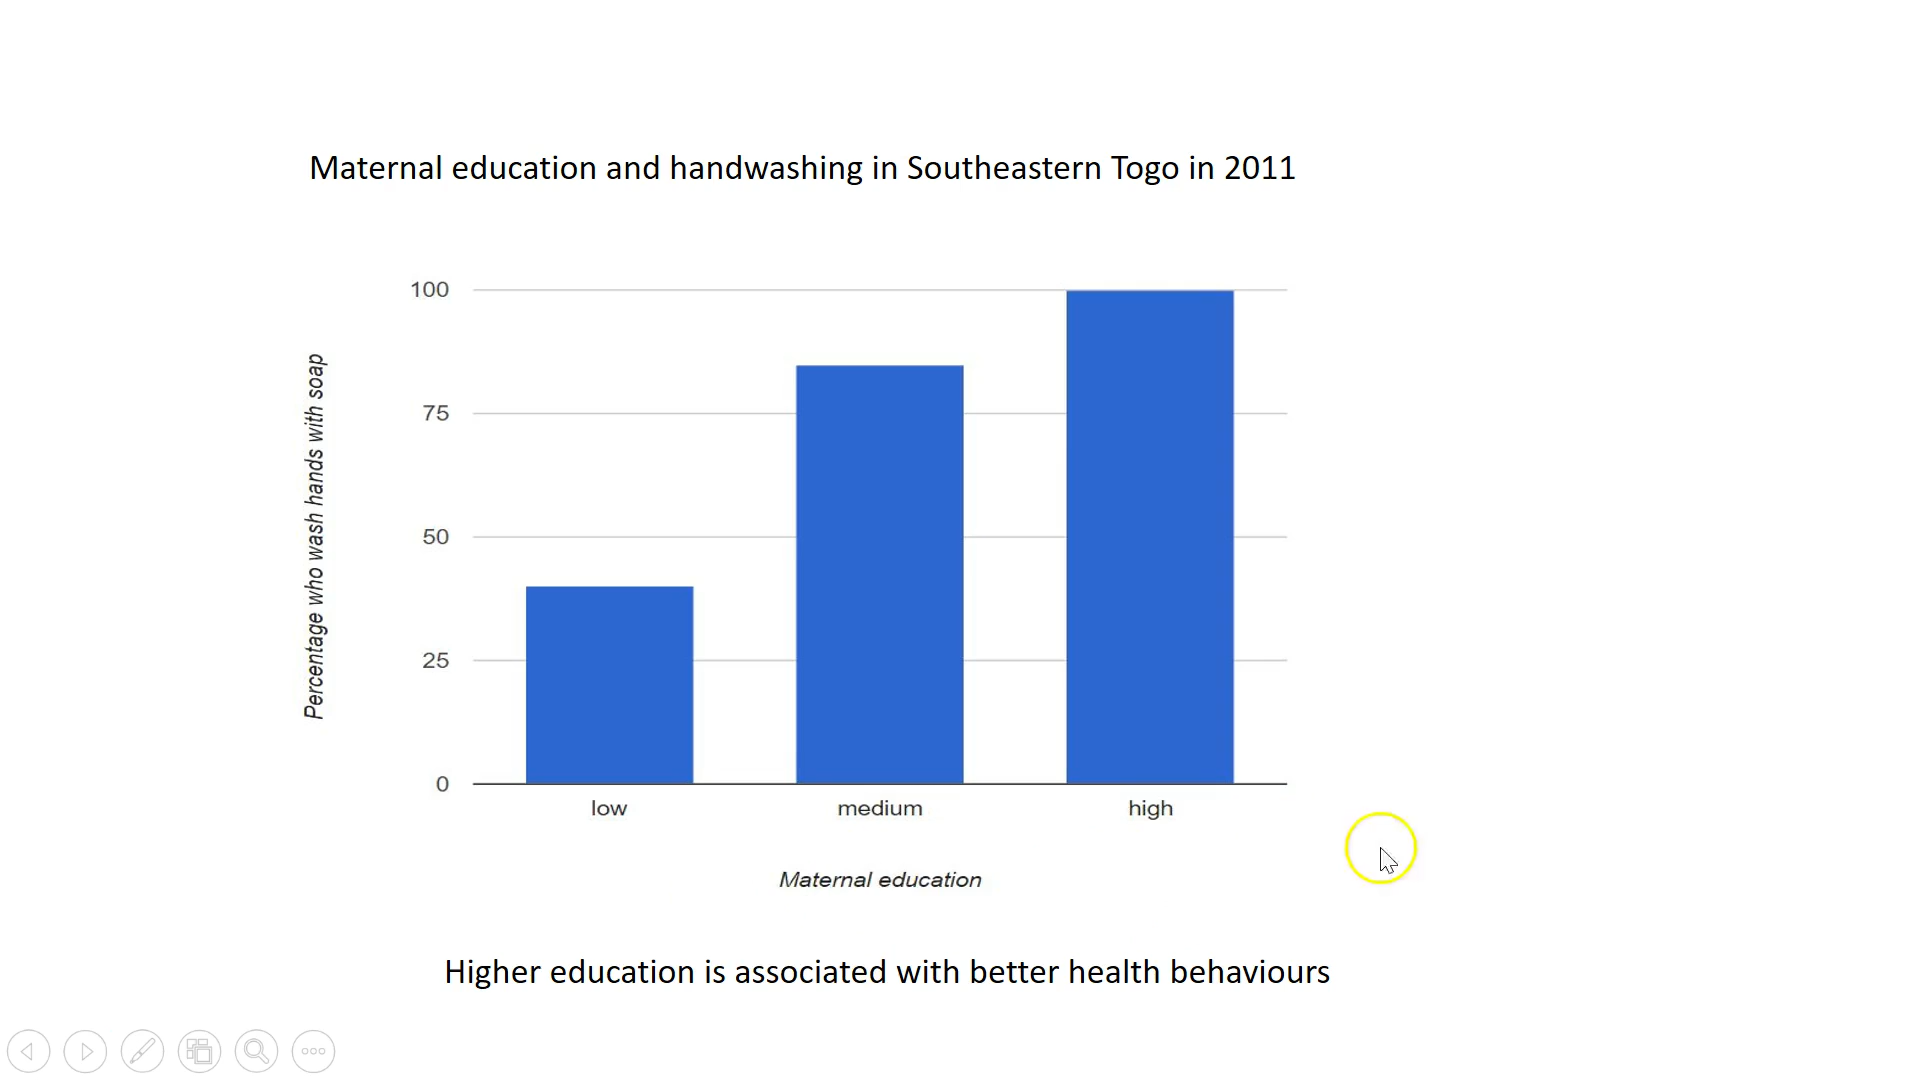 Maternal education and handwashing in Southeastern Togo in 2011
Percentage who wash hands with soap
100
75
50
25
0
low medium high
Maternal education
Higher education is associated with better health behaviours